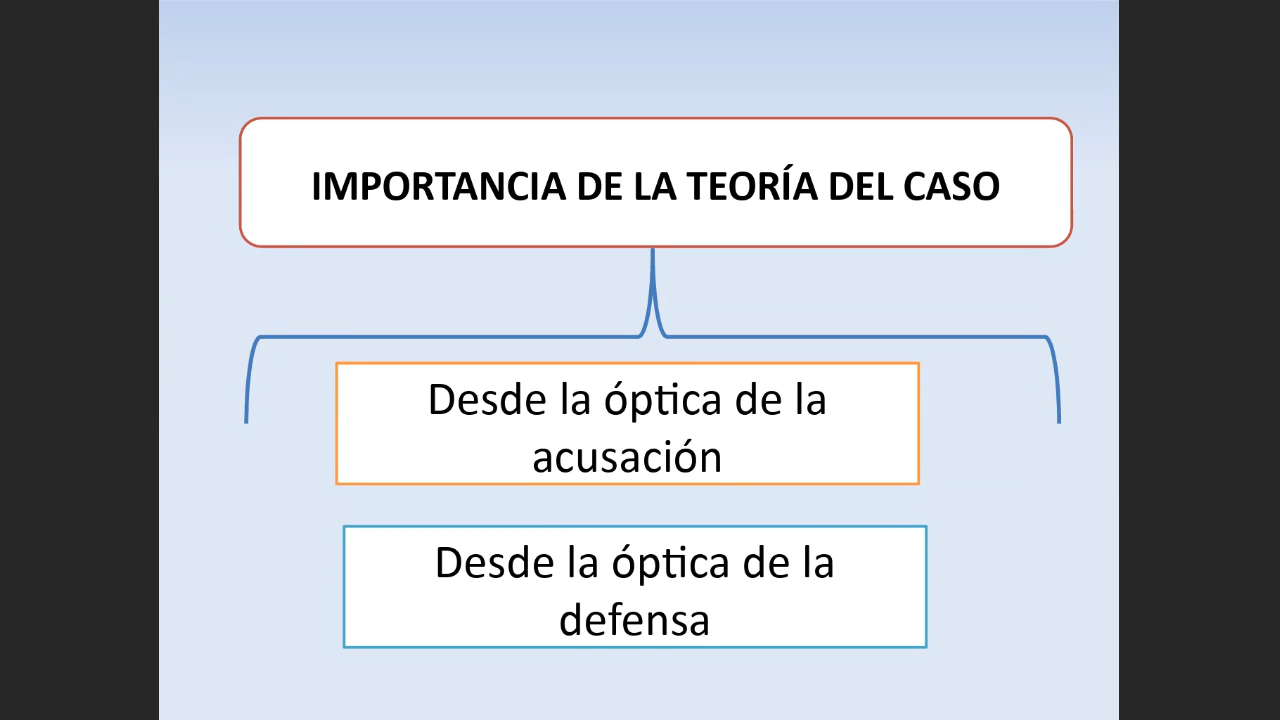 IMPORTANCIA DE LA TEORÍA DEL CASO
Desde la óptica de la
acusación
Desde la óptica de la
defensa